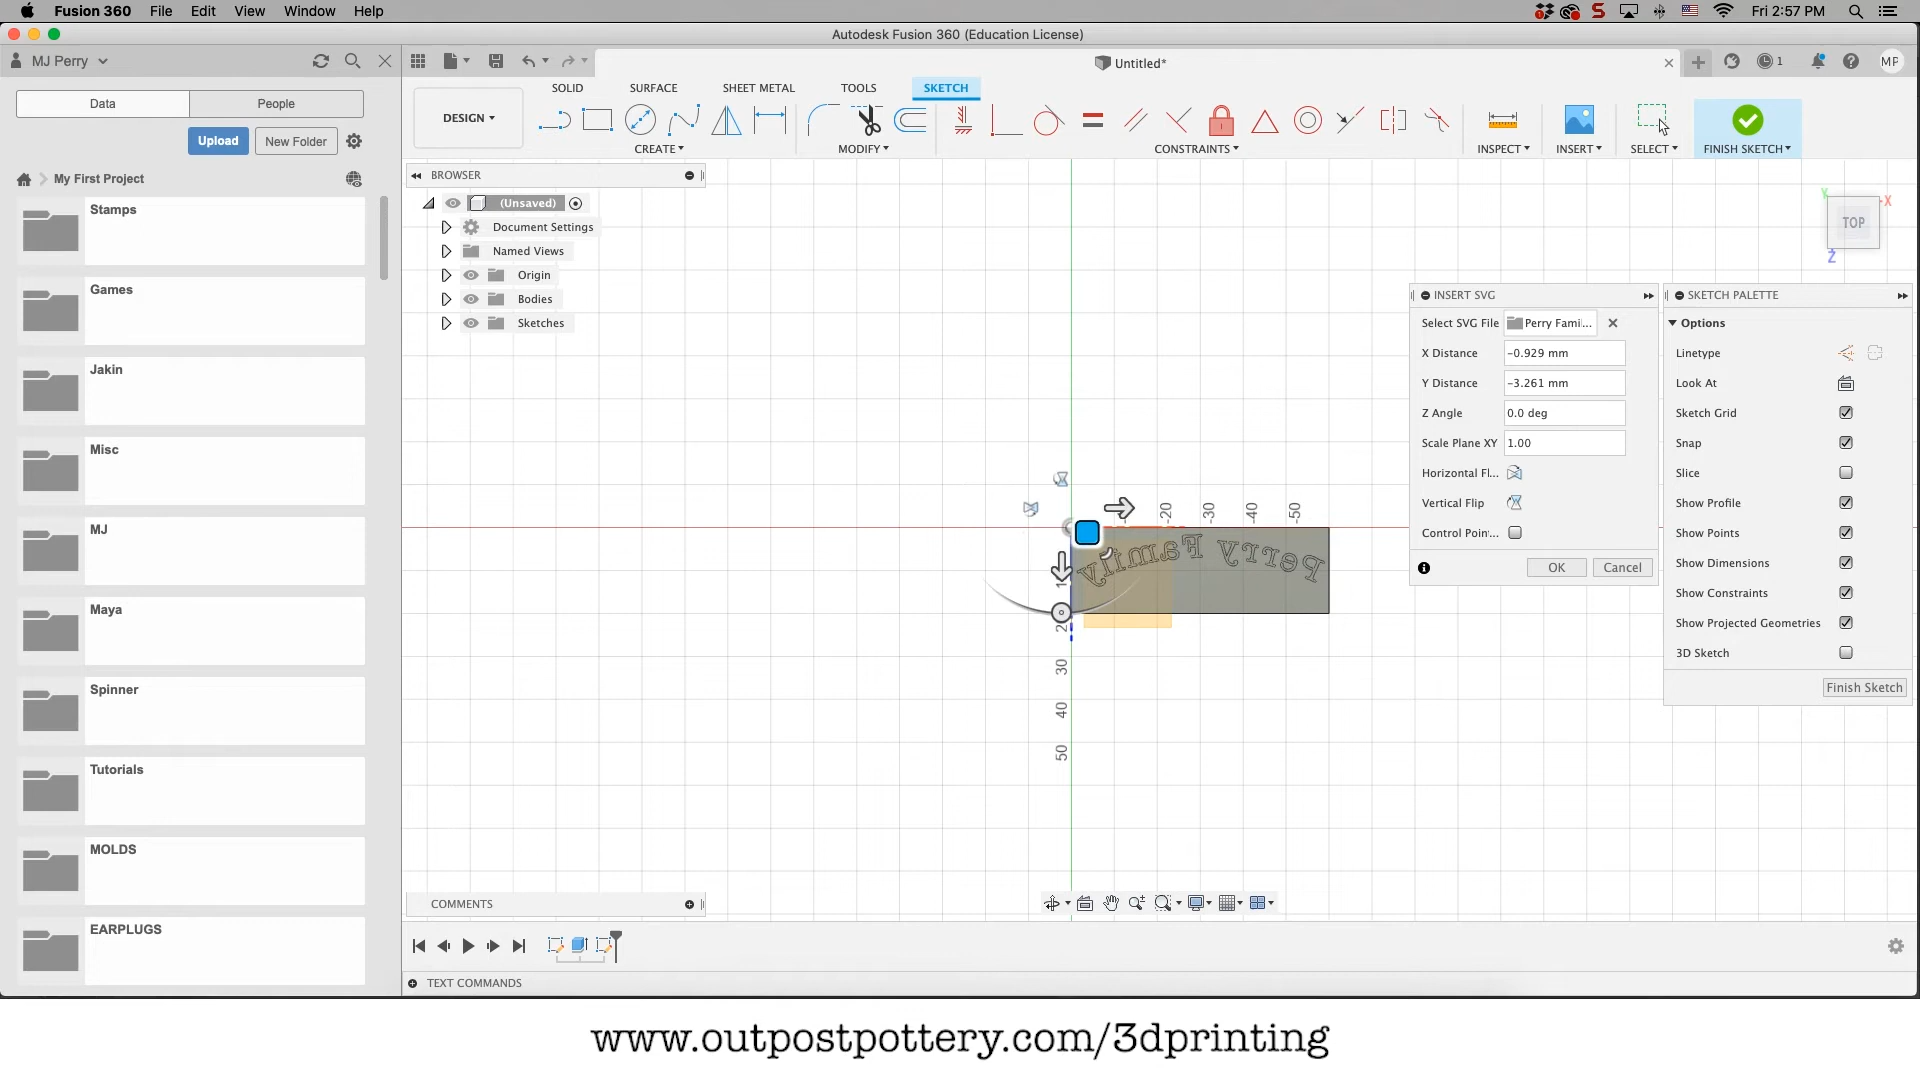 Fusion 360 File Edit View Window Help
Fri 2:57 PM
Autodesk Fusion 360 (Education License)
MJ Perry
Untitled*
1
MP
Data People
Upload New Folder
My First Project
Stamps
Games
Jakin
Misc
MJ
Maya
Spinner
Tutorials
MOLDS
EARPLUGS
SOLID SURFACE SHEET METAL TOOLS SKETCH
DESIGN
CREATE MODIFY CONSTRAINTS INSPECT INSERT SELECT FINISH SKETCH
BROWSER
(Unsaved)
Document Settings
Named Views
Origin
Bodies
Sketches
Y
X
TOP
Z
-20 -30 -40 -50
Perry Family
30
40
50
INSERT SVG
Select SVG File Perry Fami...
X Distance -0.929 mm
Y Distance -3.261 mm
Z Angle 0.0 deg
Scale Plane XY 1.00
Horizontal Fl...
Vertical Flip
Control Poin...
OK Cancel
SKETCH PALETTE
Options
Linetype
Look At
Sketch Grid
Snap
Slice
Show Profile
Show Points
Show Dimensions
Show Constraints
Show Projected Geometries
3D Sketch
Finish Sketch
COMMENTS
TEXT COMMANDS
www.outpostpottery.com/3dprinting